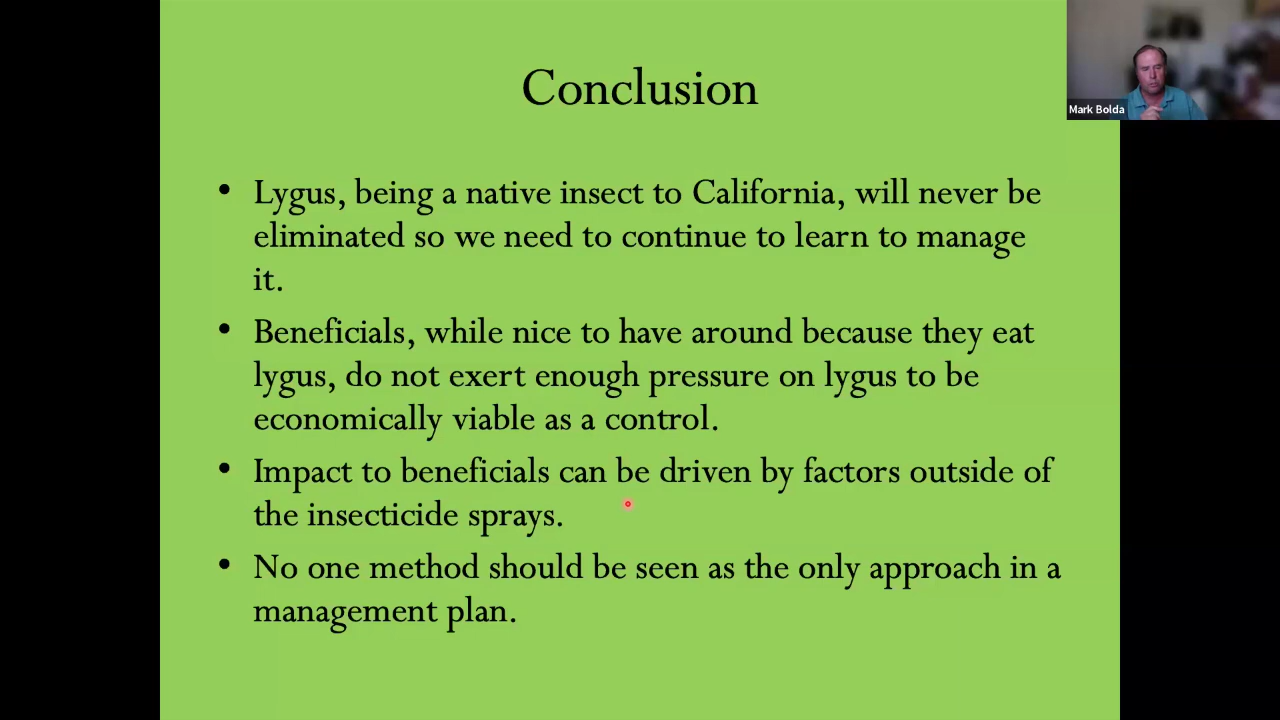 Conclusion
Mark Bolda
• Lygus, being a native insect to California, will never be
eliminated so we need to continue to learn to manage
it.
• Beneficials, while nice to have around because they eat
lygus, do not exert enough pressure on lygus to be
economically viable as a control.
• Impact to beneficials can be driven by factors outside of
the insecticide sprays.
• No one method should be seen as the only approach in a
management plan.